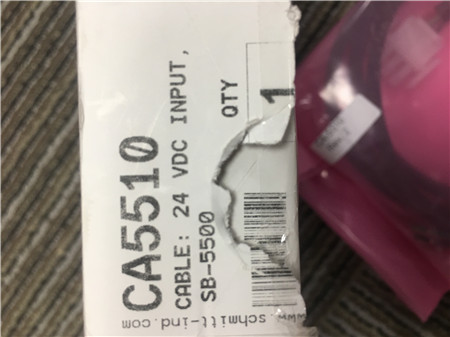 CA5510
CABLE: 24 VDC INPUT,
SB-5500
QTY
1
www.schmitt-ind.com